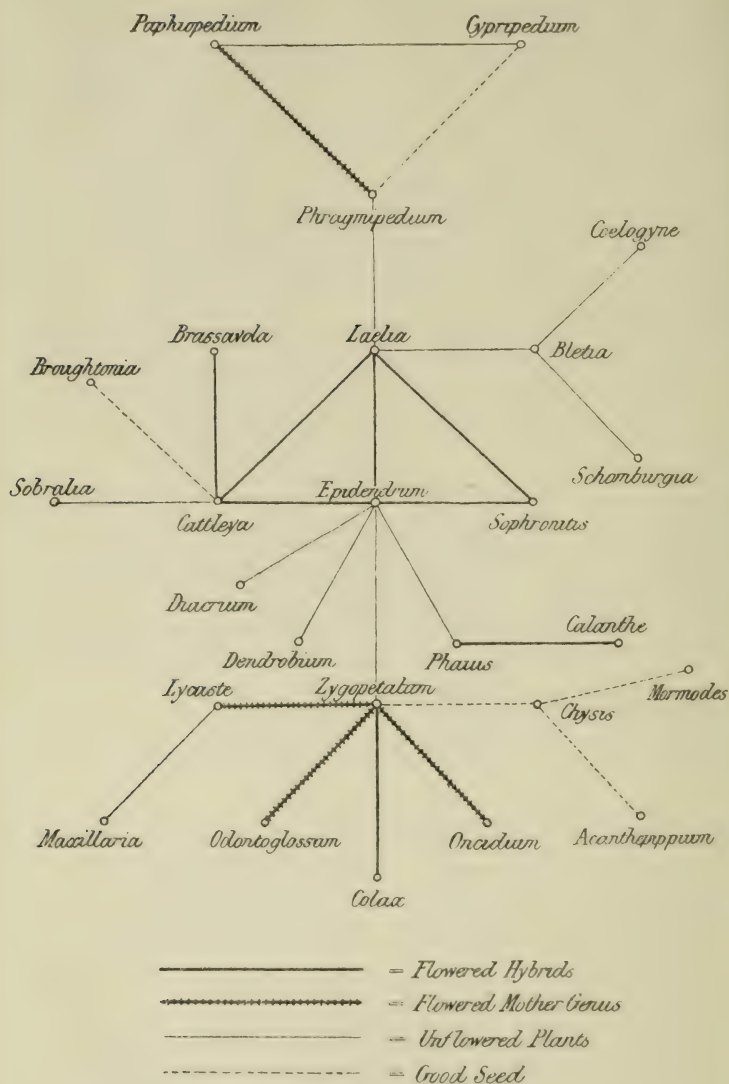 Paphiopedium Cypripedium
Phragmipedium
Coelogyne
Brassavola Laelia Bletia
Broughtonia
Schomburgia
Sobralia Cattleya Epidendrum Sophronitis
Diacrium
Dendrobium Phaius Calanthe
Lycaste Zygopetalum Chysis Mormodes
Maxillaria Odontoglossum Oncidium Acanthephippum
Colax
= Flowered Hybrids
= Flowered Mother Genus
= Unflowered Plants
= Good Seed